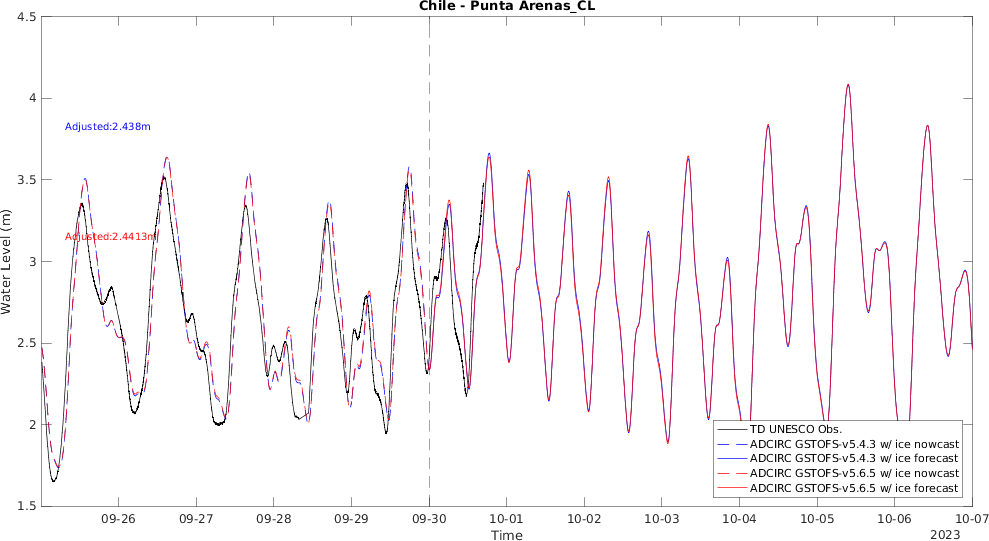 Chile - Punta Arenas_CL
4.5
4
3.5
3
2.5
2
1.5
Water Level (m)
Adjusted:2.438m
Adjusted:2.4413m
TD UNESCO Obs.
ADCIRC GSTOFS-v5.4.3 w/ ice nowcast
ADCIRC GSTOFS-v5.4.3 w/ ice forecast
ADCIRC GSTOFS-v5.6.5 w/ ice nowcast
ADCIRC GSTOFS-v5.6.5 w/ ice forecast
09-26 09-27 09-28 09-29 09-30 10-01 10-02 10-03 10-04 10-05 10-06 10-07
Time
2023